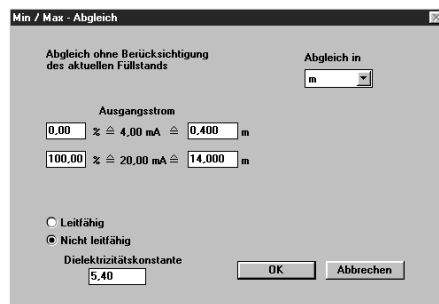 Min / Max - Abgleich
Abgleich ohne Berücksichtigung
des aktuellen Füllstands
Abgleich in
m
Ausgangsstrom
0,00 % ≙ 4,00 mA ≙ 0,400 m
100,00 % ≙ 20,00 mA ≙ 14,000 m
Leitfähig
Nicht leitfähig
Dielektrizitätskonstante
5,40
OK Abbrechen